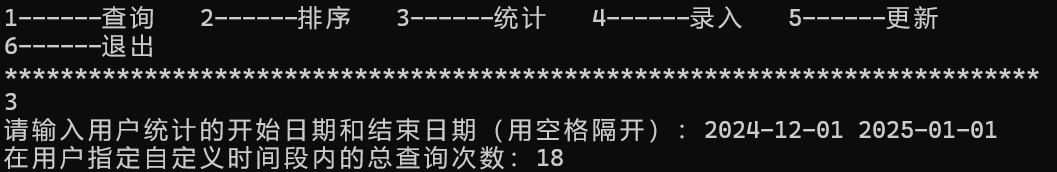 1------查询   2------排序   3------统计   4------录入   5------更新
6------退出
**************************************************************************
3
请输入用户统计的开始日期和结束日期（用空格隔开）：2024-12-01 2025-01-01
在用户指定自定义时间段内的总查询次数：18